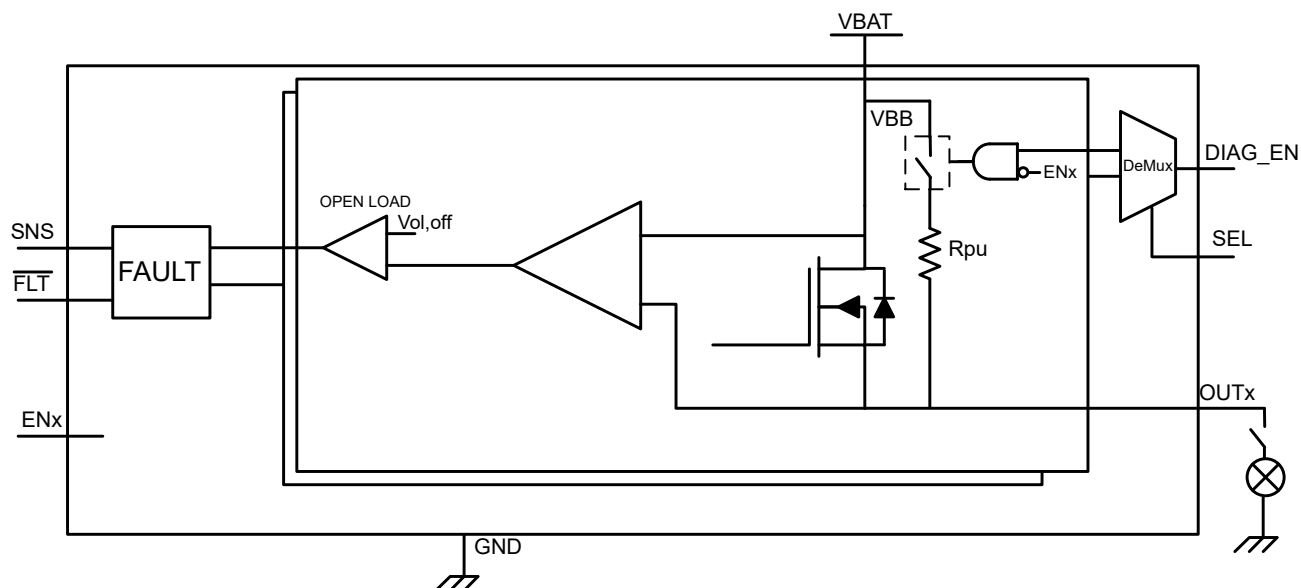 VBAT
VBB
DIAG_EN
DeMux
ENx
OPEN LOAD
Vol,off
SNS
SEL
Rpu
FAULT
FLT
OUTx
ENx
GND